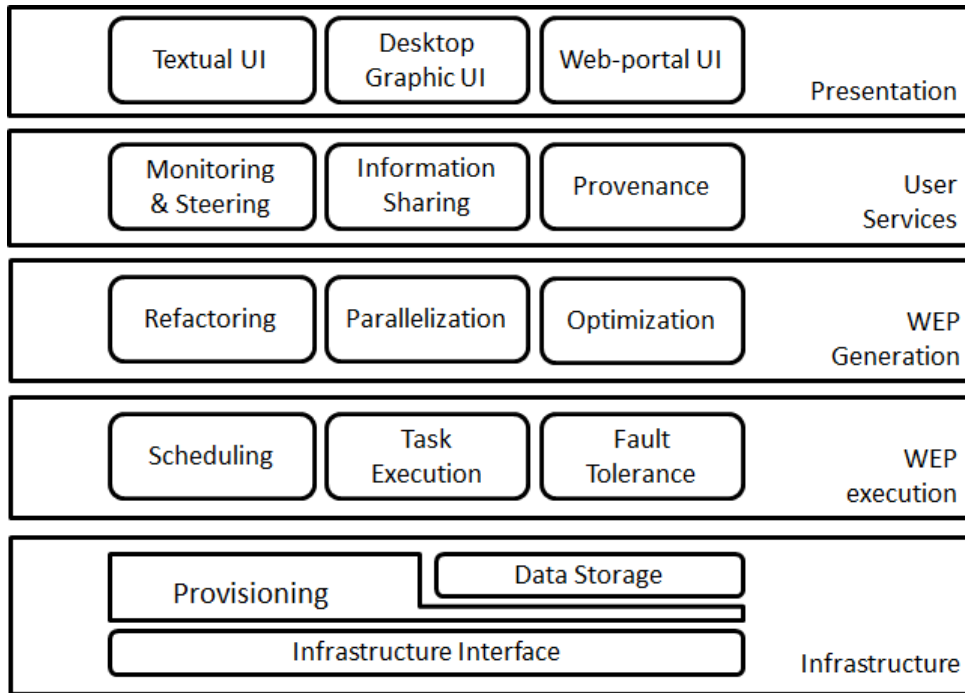 Textual UI
Desktop
Graphic UI
Web-portal UI
Presentation
Monitoring
& Steering
Information
Sharing
Provenance
User
Services
Refactoring
Parallelization
Optimization
WEP
Generation
Scheduling
Task
Execution
Fault
Tolerance
WEP
execution
Provisioning
Data Storage
Infrastructure Interface
Infrastructure